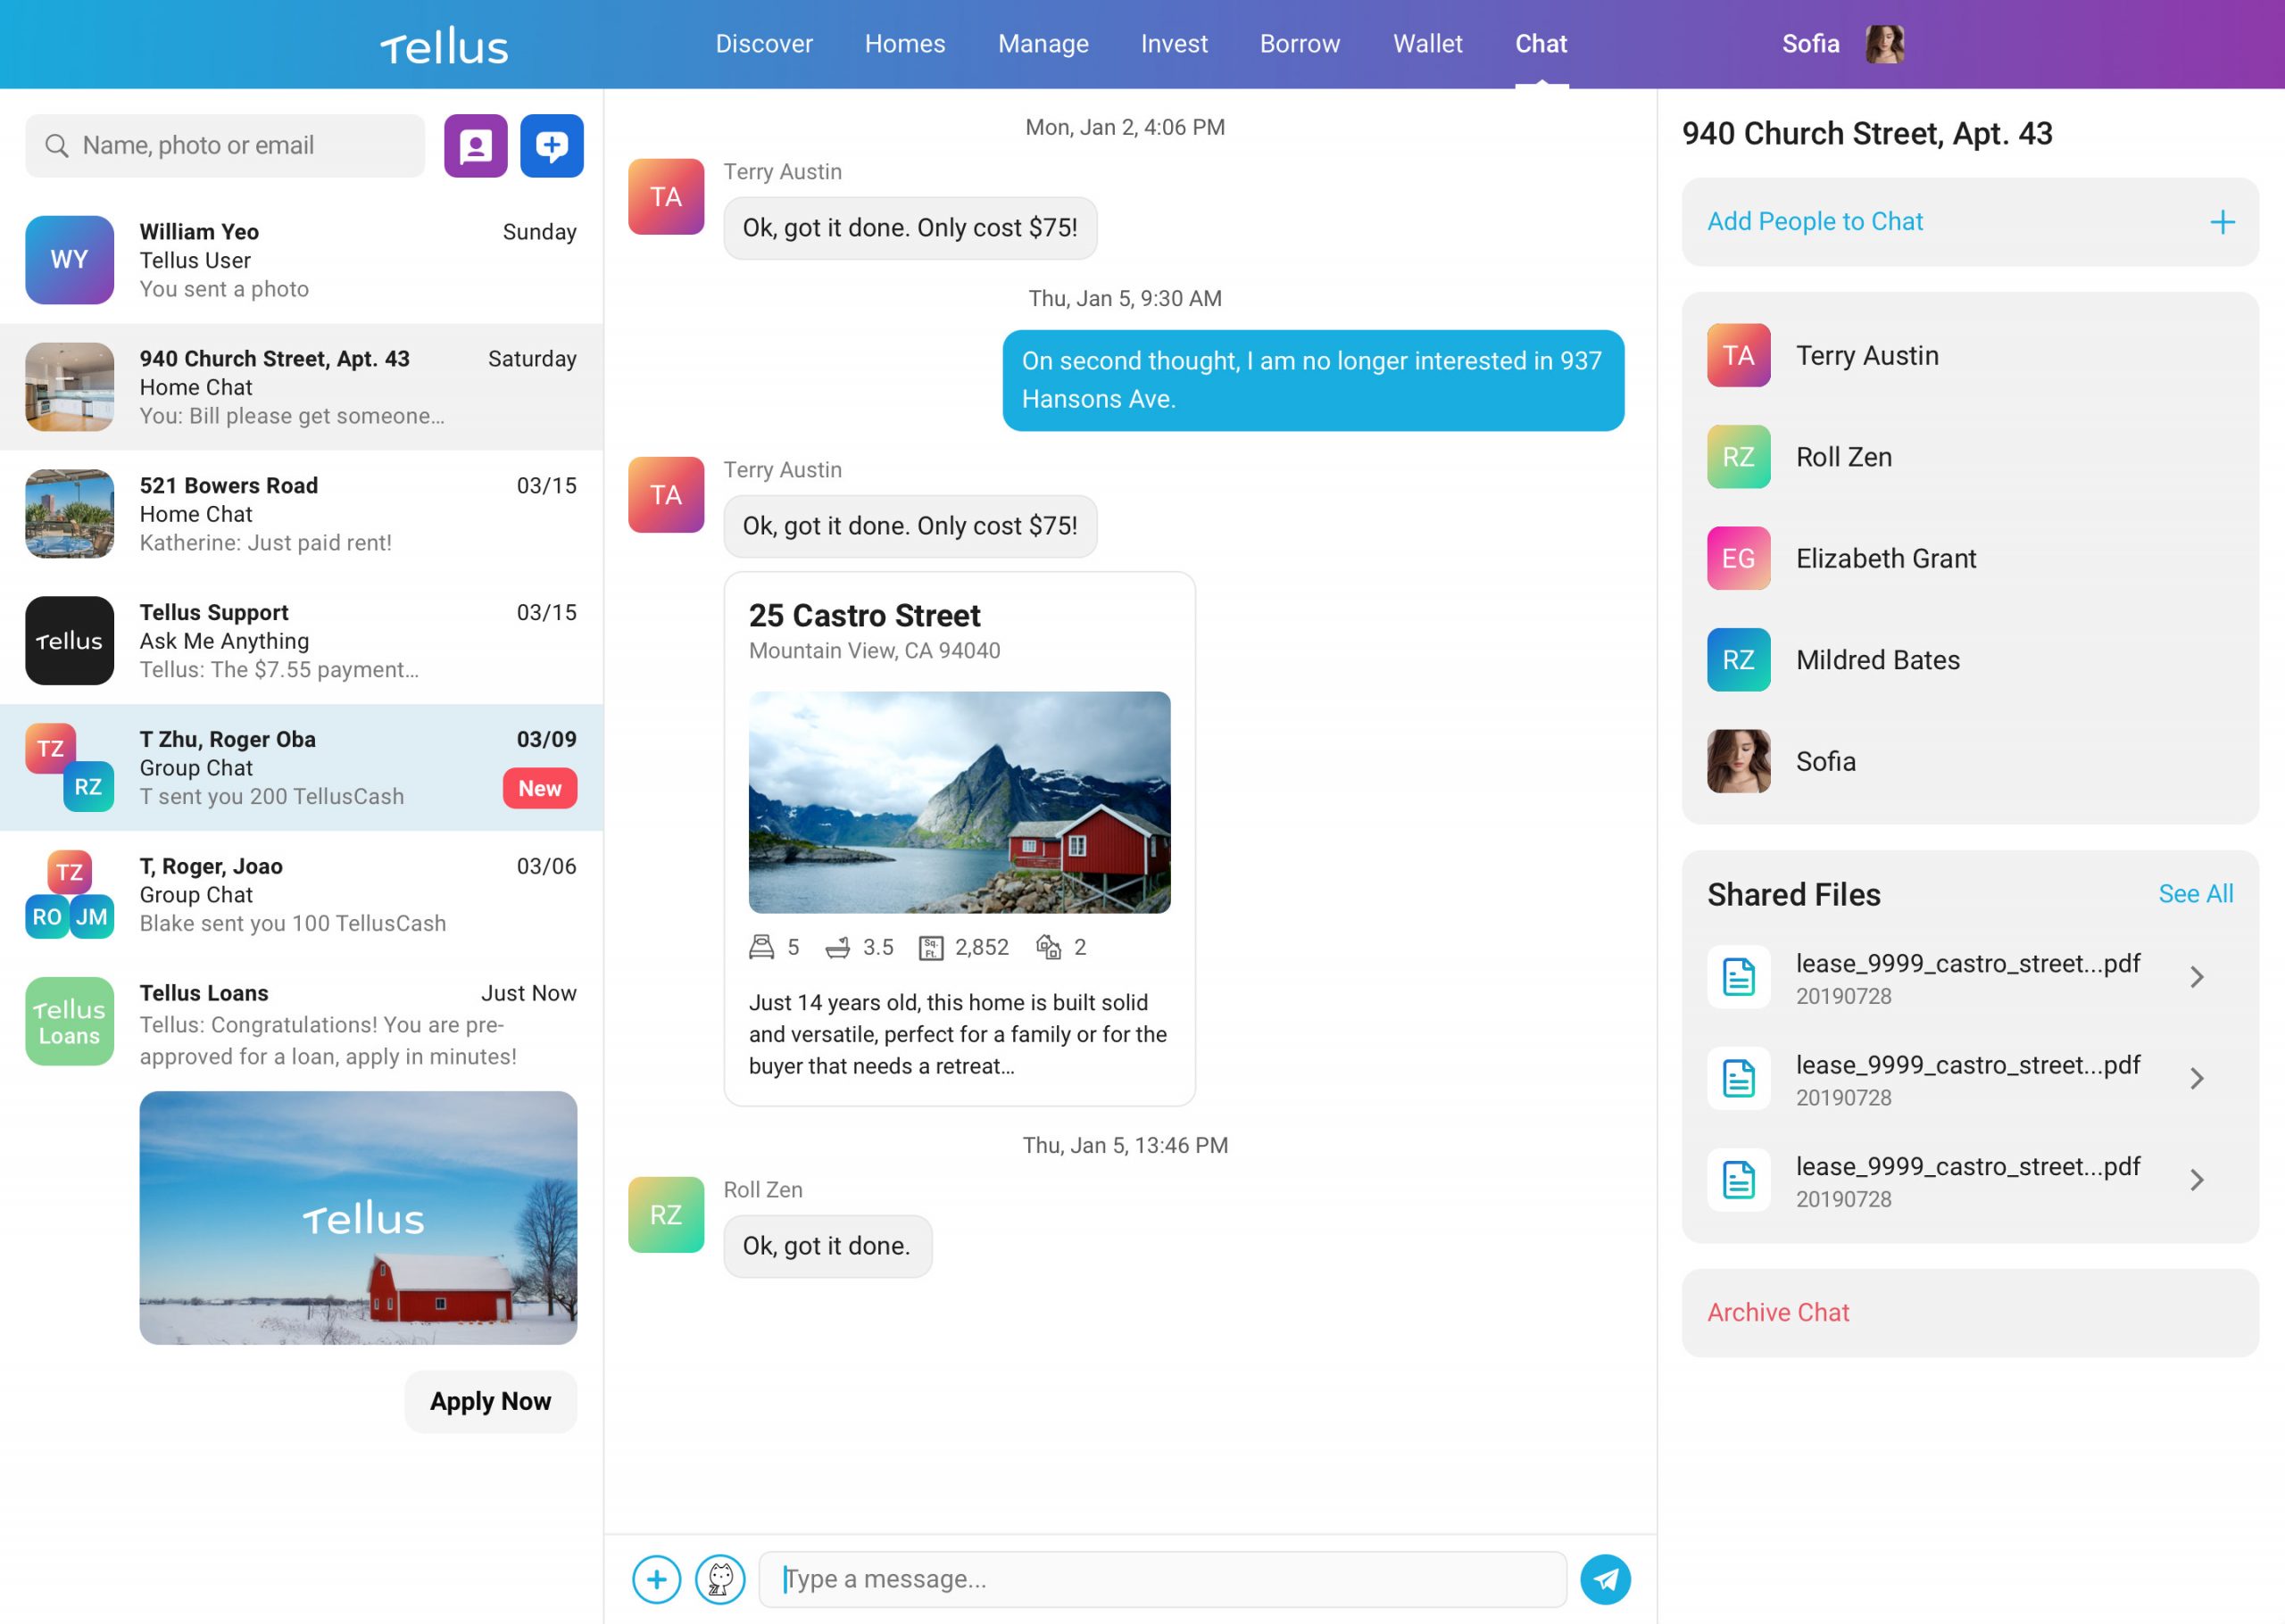 Tellus
Discover
Homes
Manage
Invest
Borrow
Wallet
Chat
Sofia
Name, photo or email
WY
William Yeo
Sunday
Tellus User
You sent a photo
940 Church Street, Apt. 43
Saturday
Home Chat
You: Bill please get someone...
521 Bowers Road
03/15
Home Chat
Katherine: Just paid rent!
Tellus
Tellus Support
03/15
Ask Me Anything
Tellus: The $7.55 payment...
TZ
RZ
T Zhu, Roger Oba
03/09
Group Chat
T sent you 200 TellusCash
New
TZ
RO
JM
T, Roger, Joao
03/06
Group Chat
Blake sent you 100 TellusCash
Tellus
Loans
Tellus Loans
Just Now
Tellus: Congratulations! You are pre-
approved for a loan, apply in minutes!
Tellus
Apply Now
Mon, Jan 2, 4:06 PM
TA
Terry Austin
Ok, got it done. Only cost $75!
Thu, Jan 5, 9:30 AM
On second thought, I am no longer interested in 937
Hansons Ave.
TA
Terry Austin
Ok, got it done. Only cost $75!
25 Castro Street
Mountain View, CA 94040
5
3.5
Sq.
Ft.
2,852
2
Just 14 years old, this home is built solid
and versatile, perfect for a family or for the
buyer that needs a retreat...
Thu, Jan 5, 13:46 PM
RZ
Roll Zen
Ok, got it done.
Type a message...
940 Church Street, Apt. 43
Add People to Chat
TA
Terry Austin
RZ
Roll Zen
EG
Elizabeth Grant
RZ
Mildred Bates
Sofia
Shared Files
See All
lease_9999_castro_street...pdf
20190728
lease_9999_castro_street...pdf
20190728
lease_9999_castro_street...pdf
20190728
Archive Chat